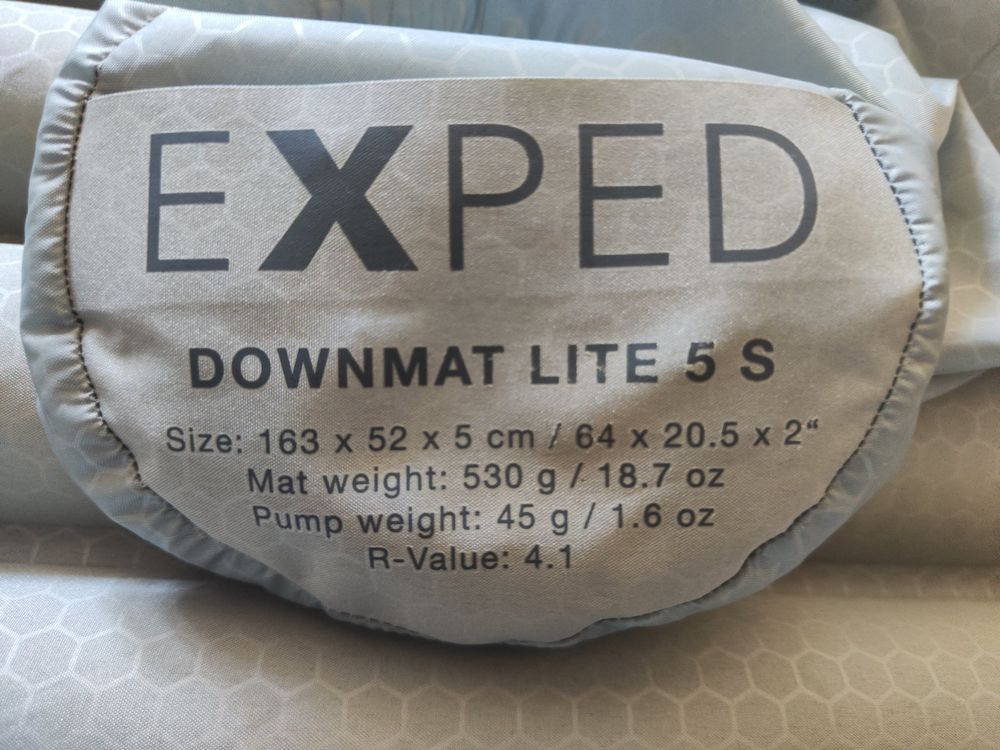 EXPED
DOWNMAT LITE 5 S
Size: 163 x 52 x 5 cm / 64 x 20.5 x 2“
Mat weight: 530 g / 18.7 oz
Pump weight: 45 g / 1.6 oz
R-Value: 4.1